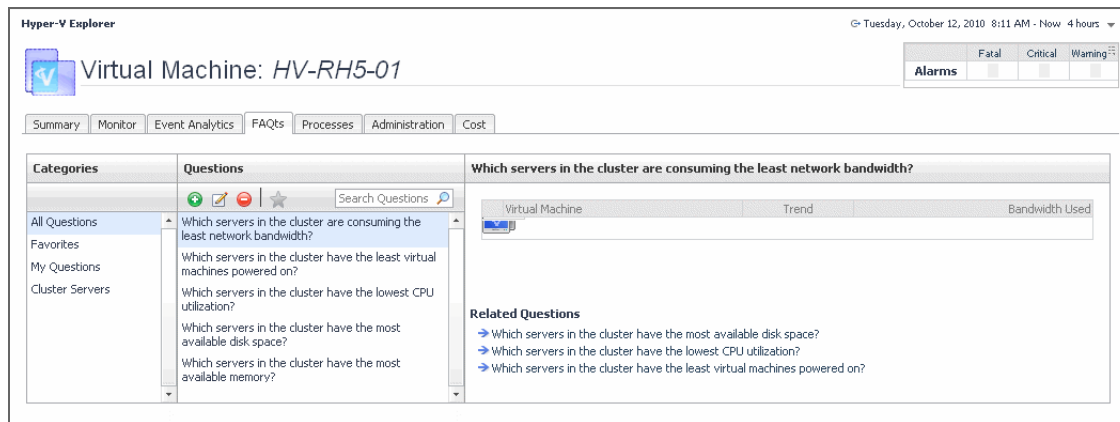 Hyper-V Explorer
Tuesday, October 12, 2010 8:11 AM - Now 4 hours
Virtual Machine: HV-RH5-01
Fatal Critical Warning
Alarms
Summary Monitor Event Analytics FAQts Processes Administration Cost
Categories
All Questions
Favorites
My Questions
Cluster Servers
Questions
Search Questions
Which servers in the cluster are consuming the
least network bandwidth?
Which servers in the cluster have the least virtual
machines powered on?
Which servers in the cluster have the lowest CPU
utilization?
Which servers in the cluster have the most
available disk space?
Which servers in the cluster have the most
available memory?
Which servers in the cluster are consuming the least network bandwidth?
Virtual Machine Trend Bandwidth Used
Related Questions
Which servers in the cluster have the most available disk space?
Which servers in the cluster have the lowest CPU utilization?
Which servers in the cluster have the least virtual machines powered on?